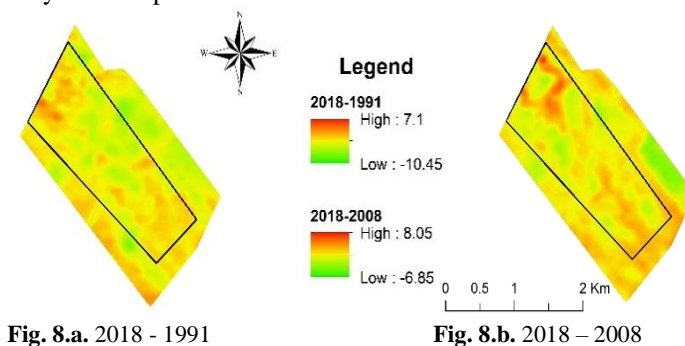 N
W E
N
Legend
2018-1991
High : 7.1
Low : -10.45
2018-2008
High : 8.05
Low : -6.85
0 0.5 1 2 Km
Fig. 8.a. 2018 - 1991
Fig. 8.b. 2018 – 2008